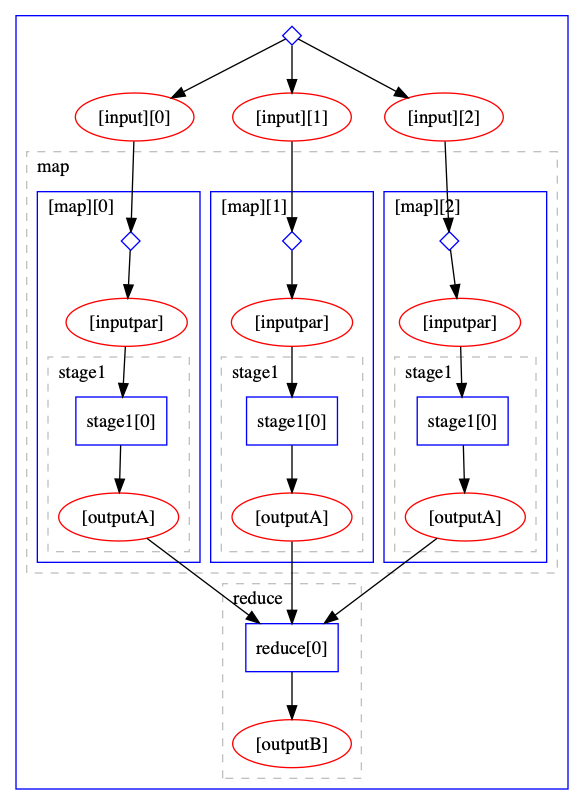 [input][0]
[input][1]
[input][2]
map
[map][0]
[map][1]
[map][2]
[inputpar]
[inputpar]
[inputpar]
stage1
stage1
stage1
stage1[0]
stage1[0]
stage1[0]
[outputA]
[outputA]
[outputA]
reduce
reduce[0]
[outputB]